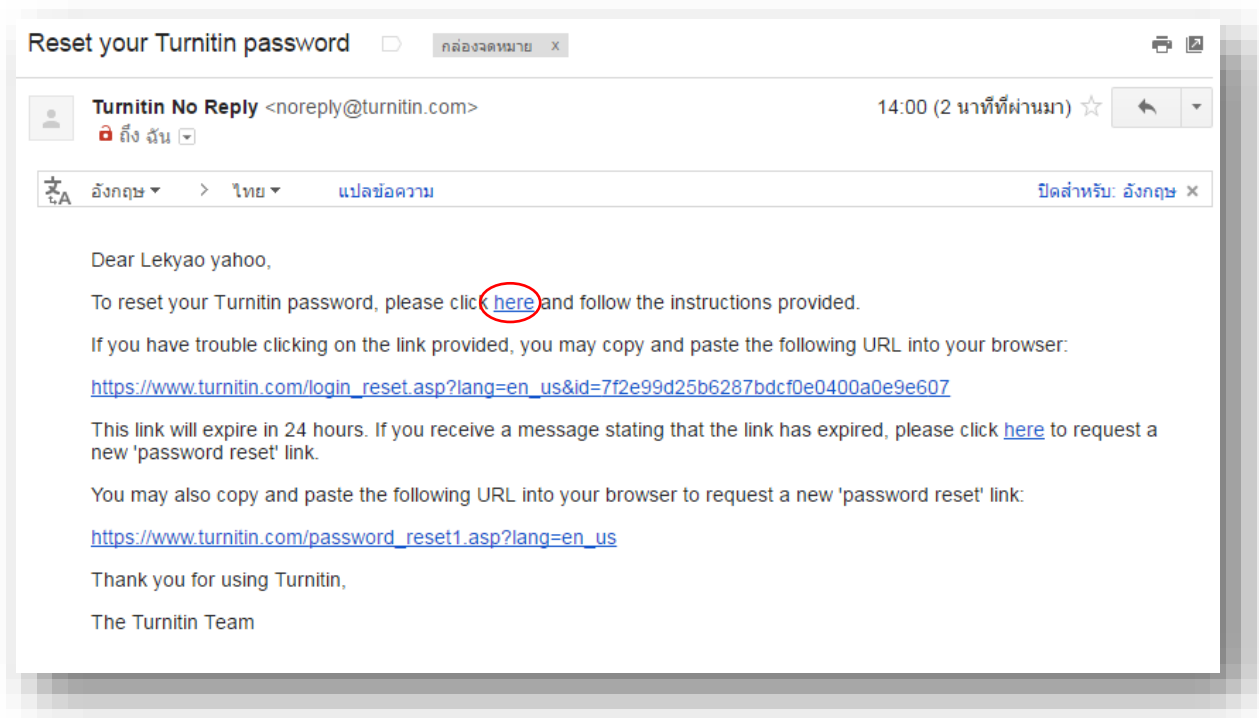 Reset your Turnitin password กล่องจดหมาย x
Turnitin No Reply <noreply@turnitin.com> 14:00 (2 นาทีที่ผ่านมา)
ถึง ฉัน
อังกฤษ > ไทย แปลข้อความ ปิดสำหรับ: อังกฤษ ×
Dear Lekyao yahoo,
To reset your Turnitin password, please click here and follow the instructions provided.
If you have trouble clicking on the link provided, you may copy and paste the following URL into your browser:
https://www.turnitin.com/login_reset.asp?lang=en_us&id=7f2e99d25b6287bdcf0e0400a0e9e607
This link will expire in 24 hours. If you receive a message stating that the link has expired, please click here to request a
new 'password reset' link.
You may also copy and paste the following URL into your browser to request a new 'password reset' link:
https://www.turnitin.com/password_reset1.asp?lang=en_us
Thank you for using Turnitin,
The Turnitin Team